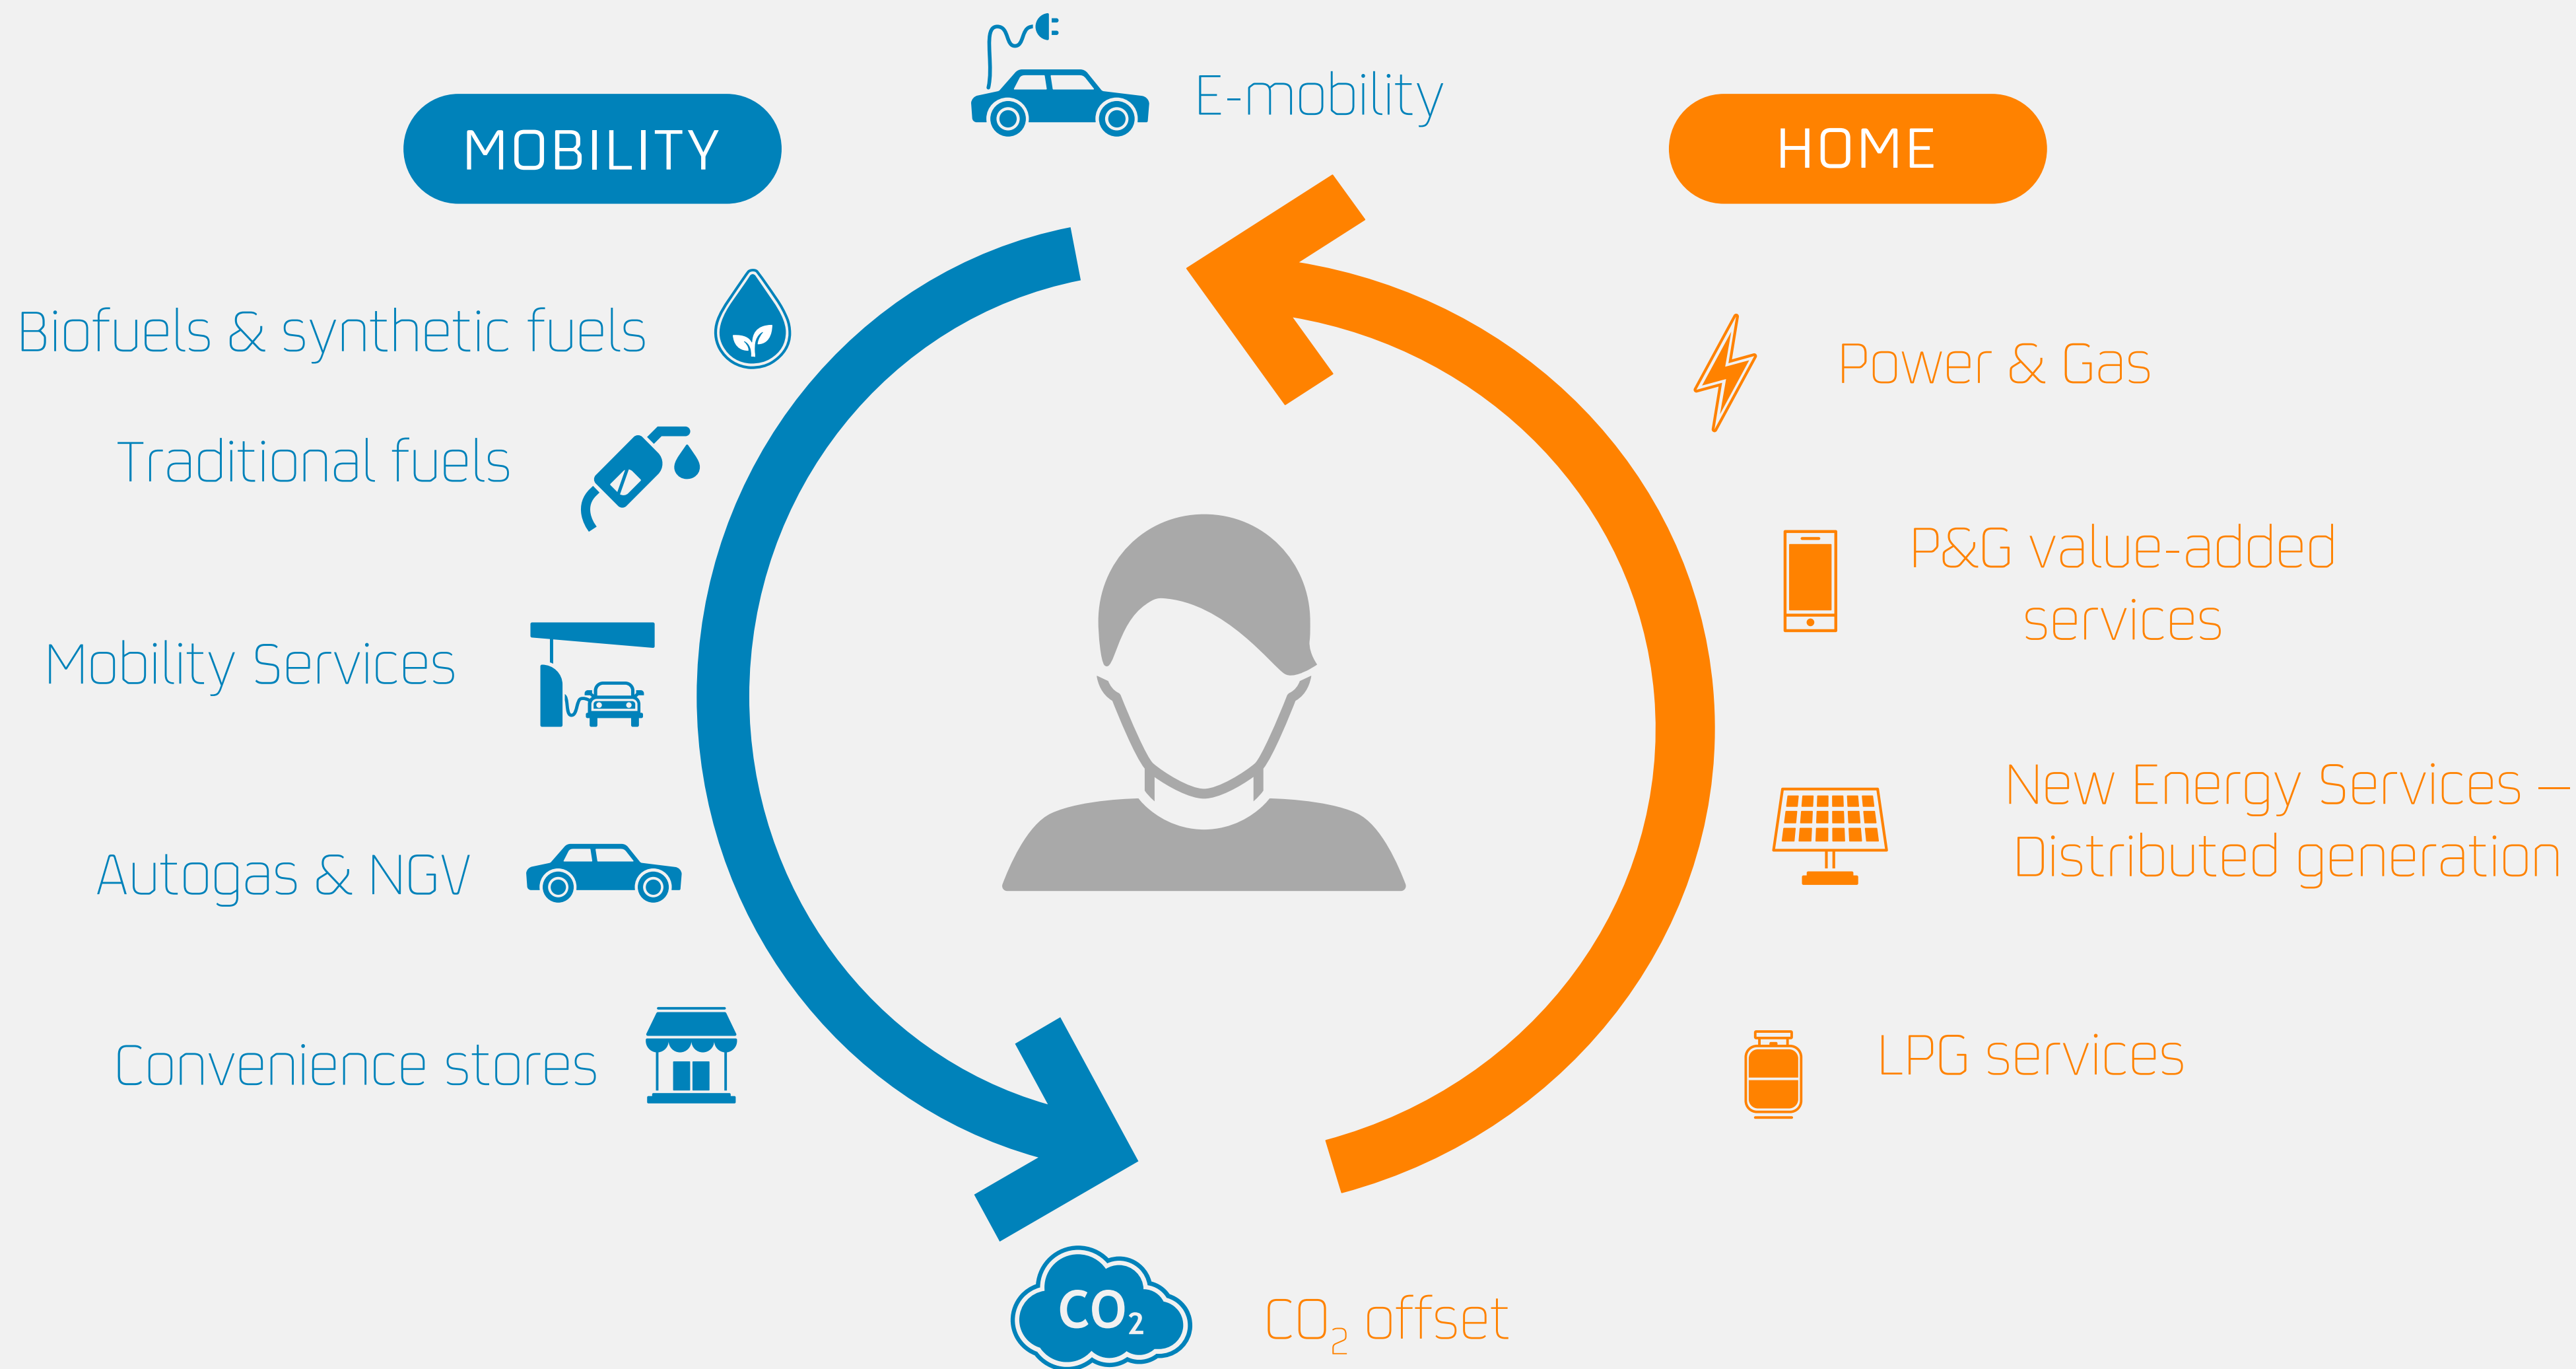 E-mobility
MOBILITY
Biofuels & synthetic fuels
Traditional fuels
Mobility Services
Autogas & NGV
Convenience stores
HOME
Power & Gas
P&G value-added
services
New Energy Services –
Distributed generation
LPG services
CO₂
CO₂ offset